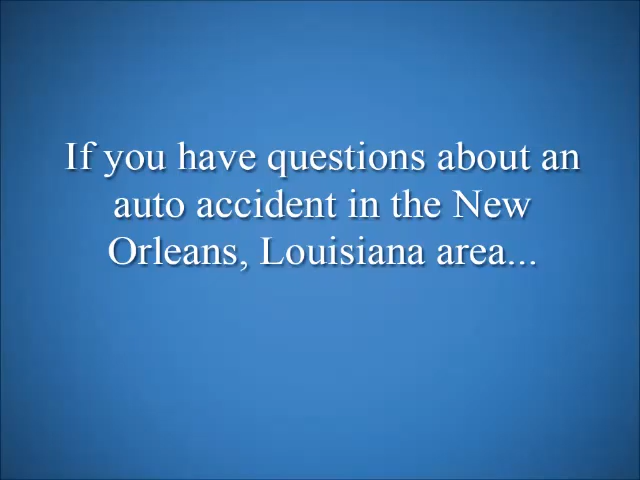 If you have questions about an
auto accident in the New
Orleans, Louisiana area...